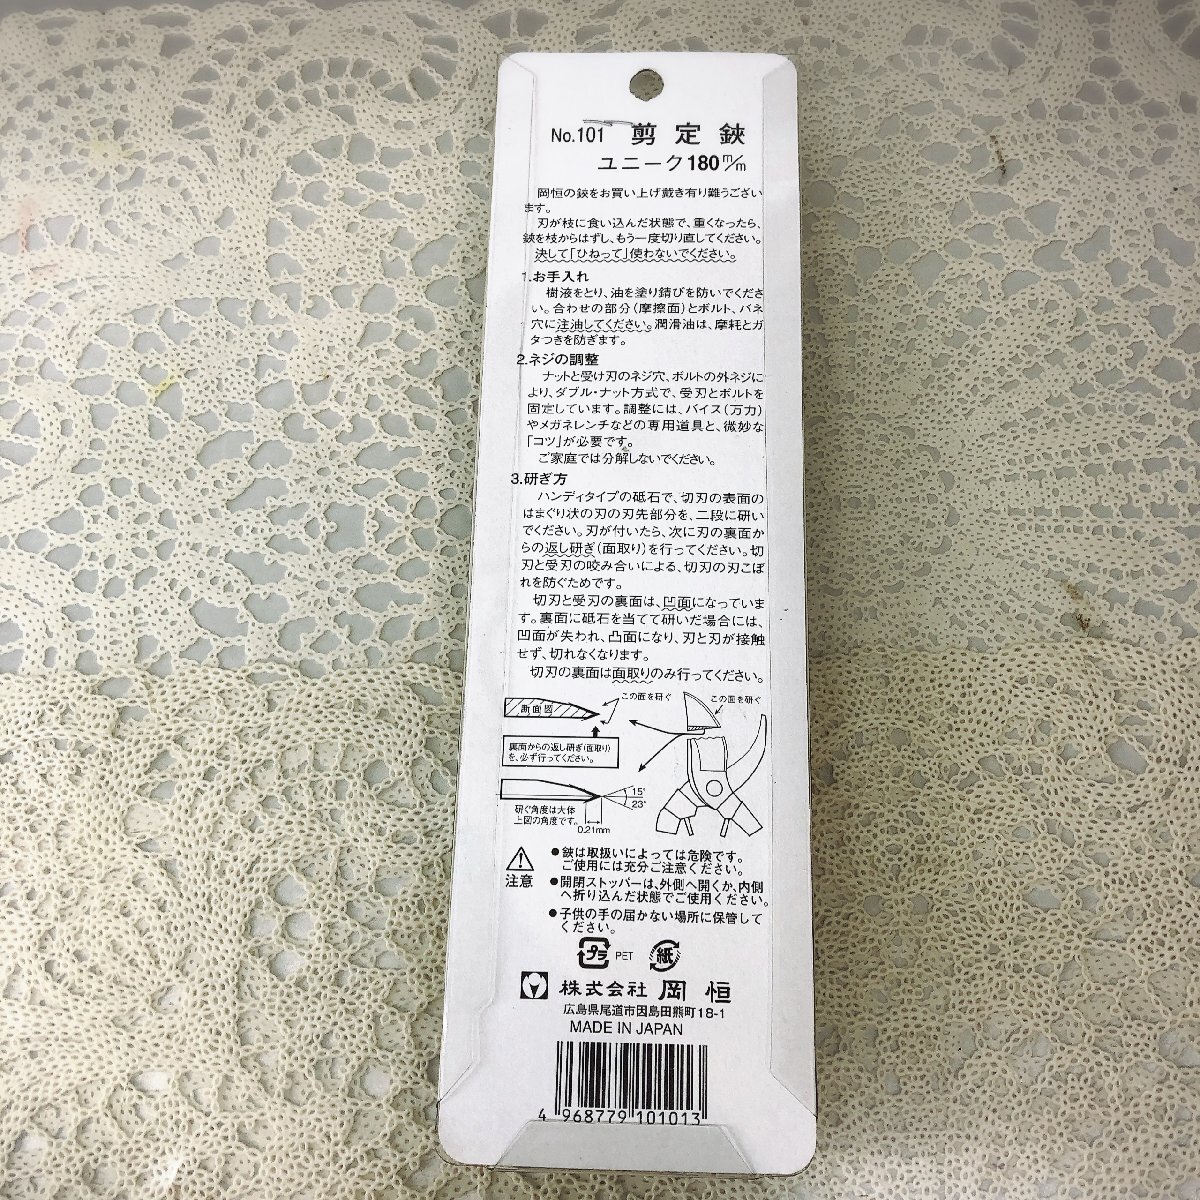 No.101 剪定鋏
ユニーク180m/m
岡恒の鋏をお買い上げ戴き有り難うござい
ます。
刃が枝に食い込んだ状態で、重くなったら、
鋏を枝からはずし、もう一度切り直してください。
決して「ひねって」使わないでください。
1.お手入れ
樹液をとり、油を塗り錆びを防いでくださ
い。合わせの部分(摩擦面)とボルト、バネ
穴に注油してください。潤滑油は、摩耗とガ
タつきを防ぎます。
2.ネジの調整
ナットと受け刃のネジ穴、ボルトの外ネジに
より、ダブル・ナット方式で、受刃とボルトを
固定しています。調整には、バイス(万力)
やメガネレンチなどの専用道具と、微妙な
「コツ」が必要です。
ご家庭では分解しないでください。
3.研ぎ方
ハンディタイプの砥石で、切刃の表面の
はまぐり状の刃の刃先部分を、二段に研い
でください。刃が付いたら、次に刃の裏面か
らの返し研ぎ(面取り)を行ってください。切
刃と受刃の咬み合いによる、切刃の刃こぼ
れを防ぐためです。
切刃と受刃の裏面は、凹面になっていま
す。裏面に砥石を当てて研いだ場合には、
凹面が失われ、凸面になり、刃と刃が接触
せず、切れなくなります。
切刃の裏面は面取りのみ行ってください。
断面図
この面を研ぐ
この面を研ぐ
裏面からの返し研ぎ(面取り)
を、必ず行ってください。
15°
23°
研ぐ角度は大体
上図の角度です。
0.21mm
注意
●鋏は取扱いによっては危険です。
ご使用には充分ご注意ください。
●開閉ストッパーは、外側へ開くか、内側
へ折り込んだ状態でご使用ください。
●子供の手の届かない場所に保管して
ください。
プラ PET 紙
株式会社 岡恒
広島県尾道市因島田熊町18-1
MADE IN JAPAN
4 968779 101013